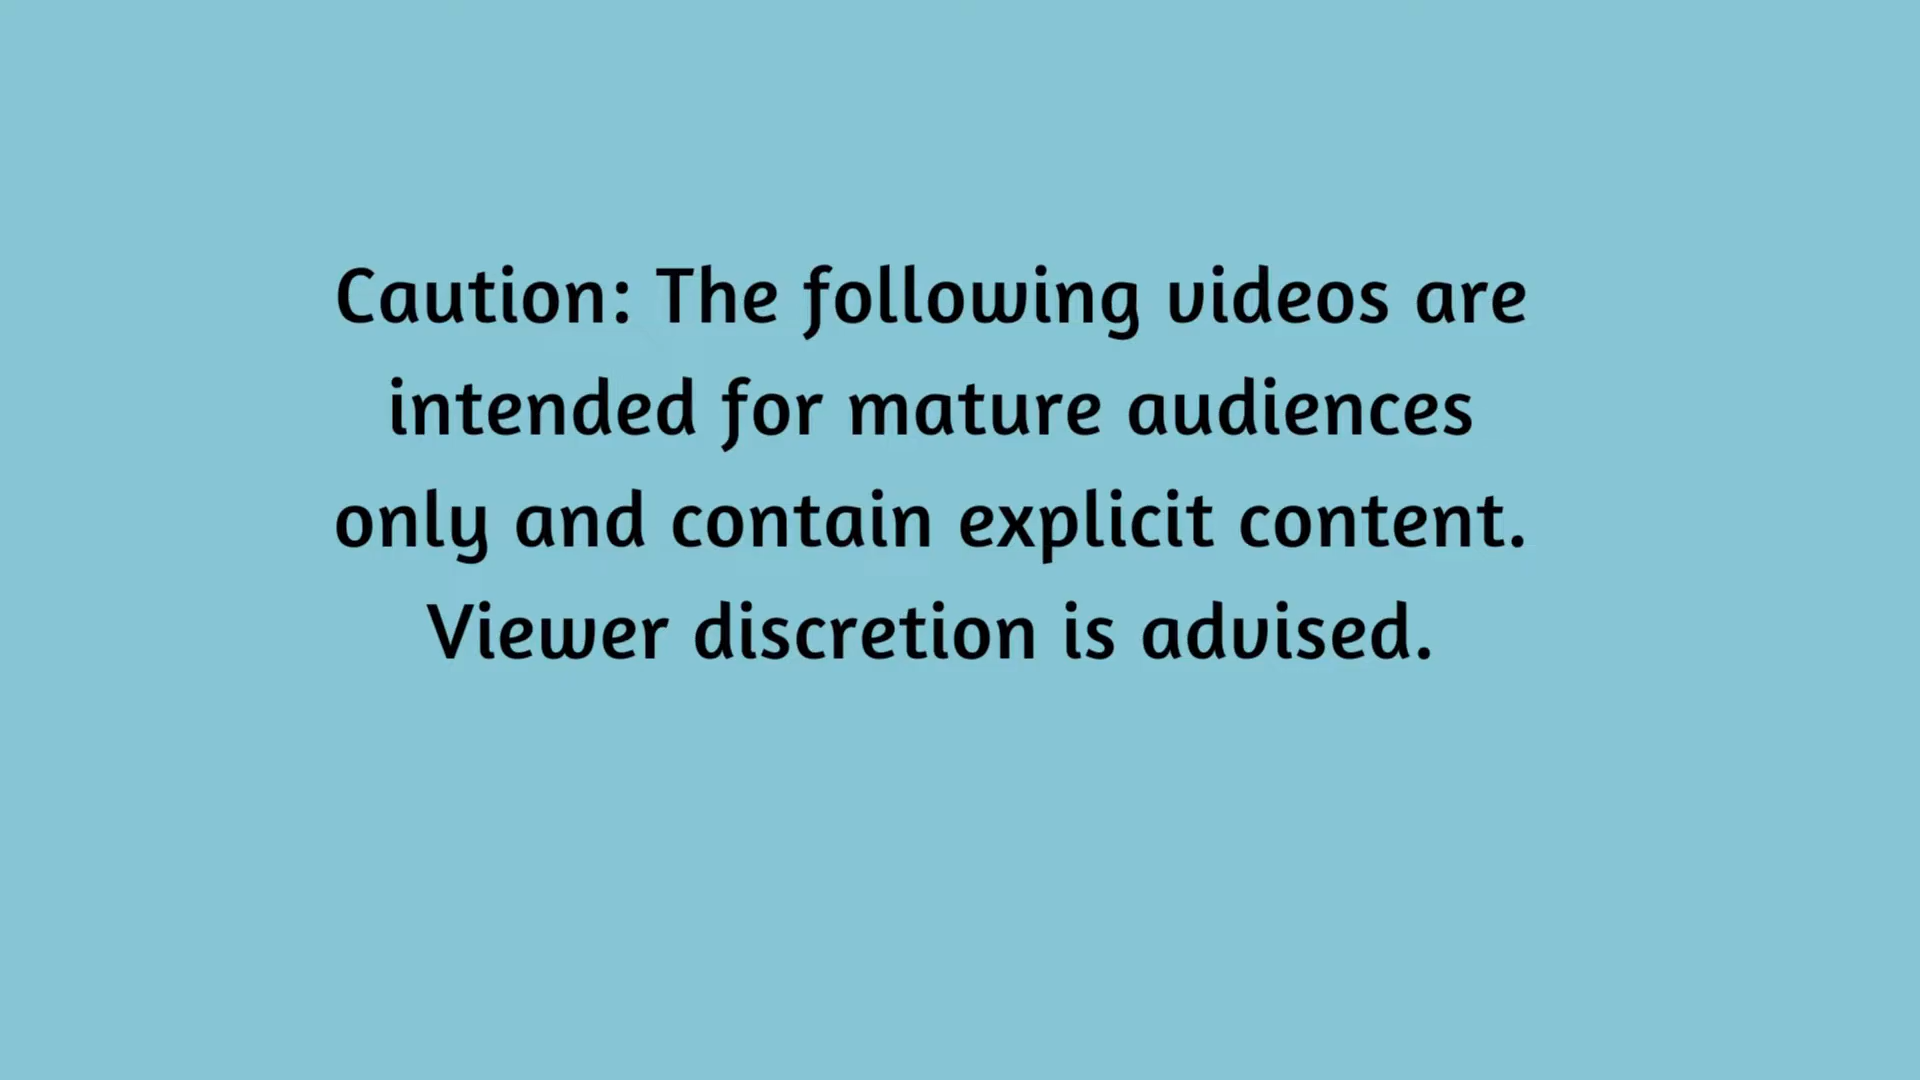 Caution: The following videos are
intended for mature audiences
only and contain explicit content.
Viewer discretion is advised.